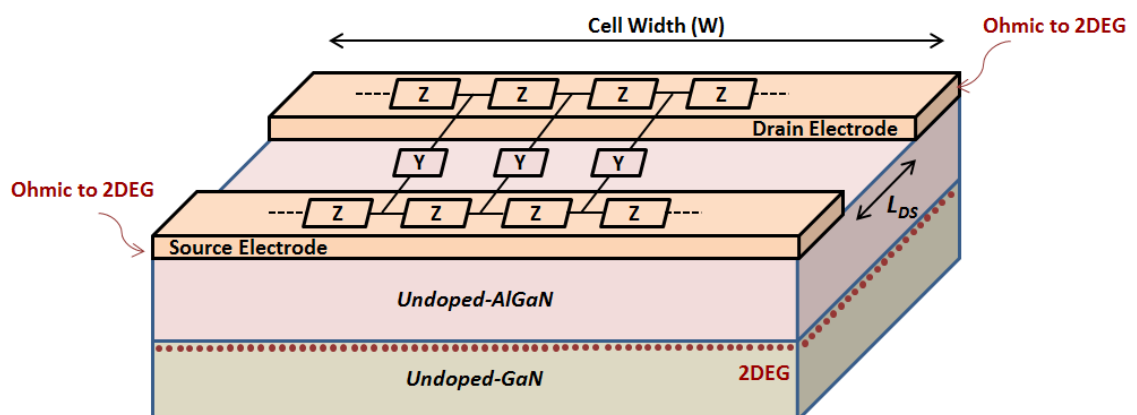 Cell Width (W)
Ohmic to 2DEG
Z Z Z Z
Drain Electrode
Y Y Y
Ohmic to 2DEG
Z Z Z Z
L_DS
Source Electrode
Undoped-AlGaN
2DEG
Undoped-GaN